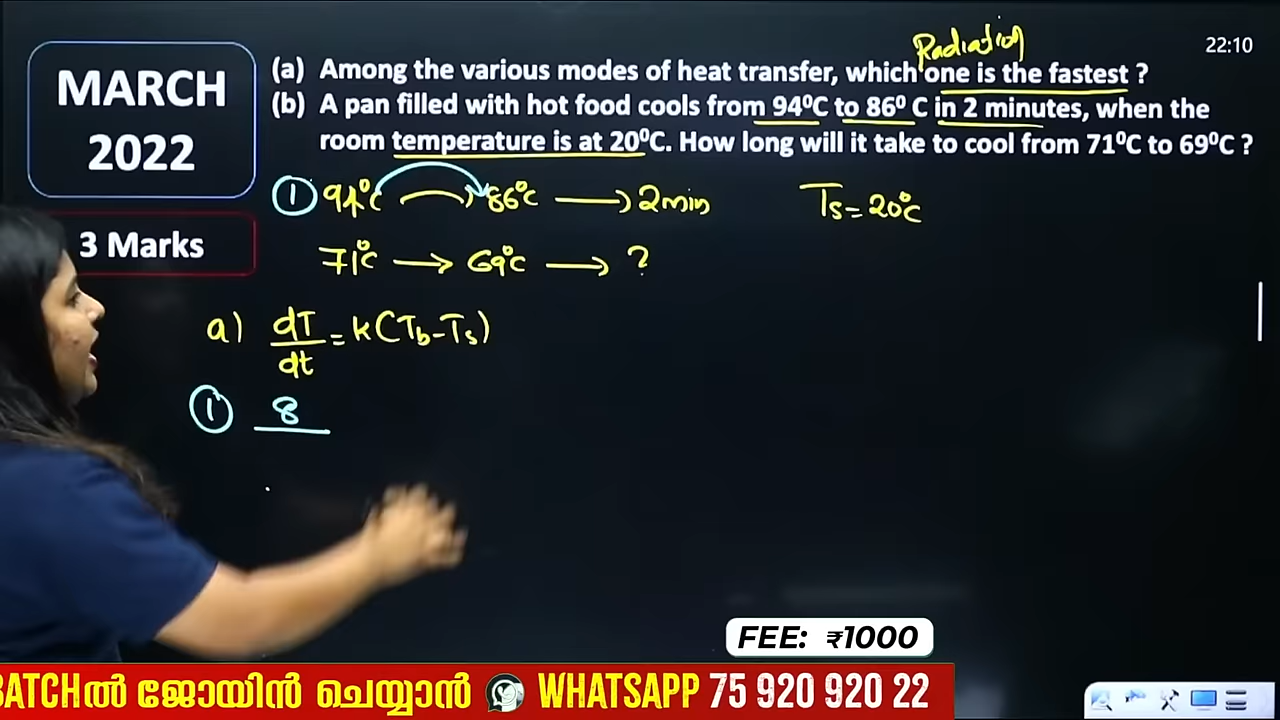 Radiation
22:10
MARCH
2022
(a) Among the various modes of heat transfer, which one is the fastest ?
(b) A pan filled with hot food cools from 94⁰C to 86⁰ C in 2 minutes, when the
room temperature is at 20⁰C. How long will it take to cool from 71⁰C to 69⁰C ?
3 Marks
① 94°C → 86°C → 2min Ts = 20°C
71°C → 69°C → ?
a) dT/dt = k(Tb-Ts)
① 8
FEE: ₹1000
BATCHൽ ജോയിൻ ചെയ്യാൻ WHATSAPP 75 920 920 22